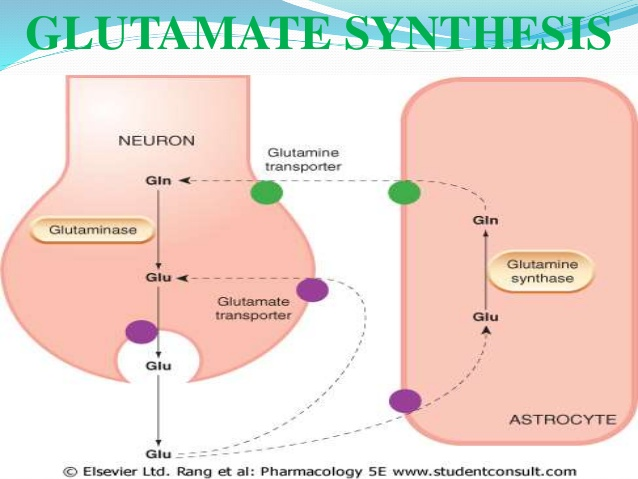 GLUTAMATE SYNTHESIS
NEURON
Glutamine
transporter
Gln
Glutaminase
Glu
Glutamate
transporter
Glu
Glu
Gln
Glutamine
synthase
Glu
ASTROCYTE
© Elsevier Ltd. Rang et al: Pharmacology 5E www.studentconsult.com